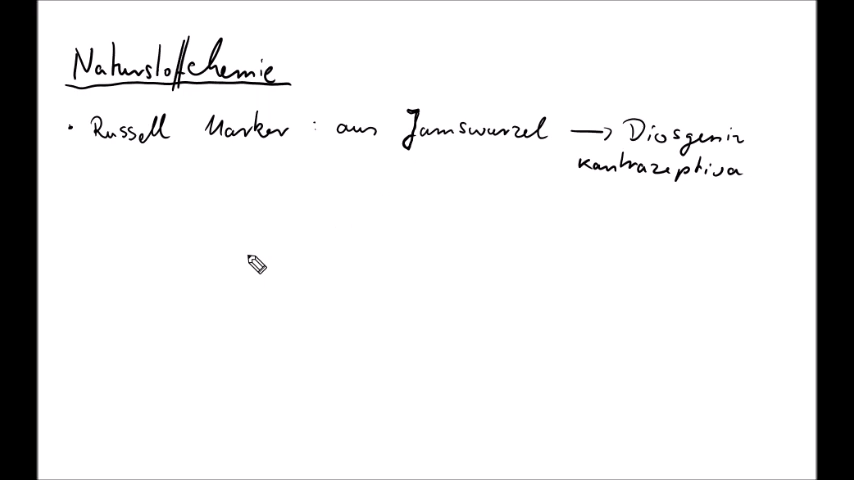 Naturstoffchemie
· Russell Marker : aus Jamswurzel → Diosgenin
kontrazeptiva